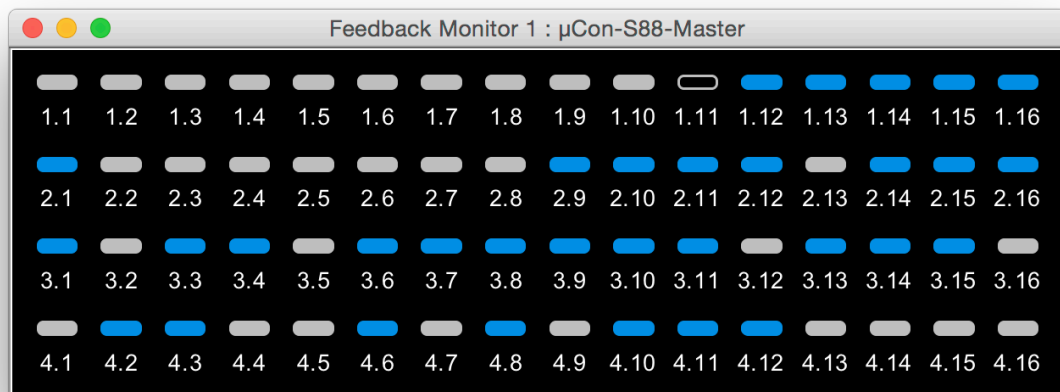 Feedback Monitor 1 : µCon-S88-Master
1.1 1.2 1.3 1.4 1.5 1.6 1.7 1.8 1.9 1.10 1.11 1.12 1.13 1.14 1.15 1.16
2.1 2.2 2.3 2.4 2.5 2.6 2.7 2.8 2.9 2.10 2.11 2.12 2.13 2.14 2.15 2.16
3.1 3.2 3.3 3.4 3.5 3.6 3.7 3.8 3.9 3.10 3.11 3.12 3.13 3.14 3.15 3.16
4.1 4.2 4.3 4.4 4.5 4.6 4.7 4.8 4.9 4.10 4.11 4.12 4.13 4.14 4.15 4.16